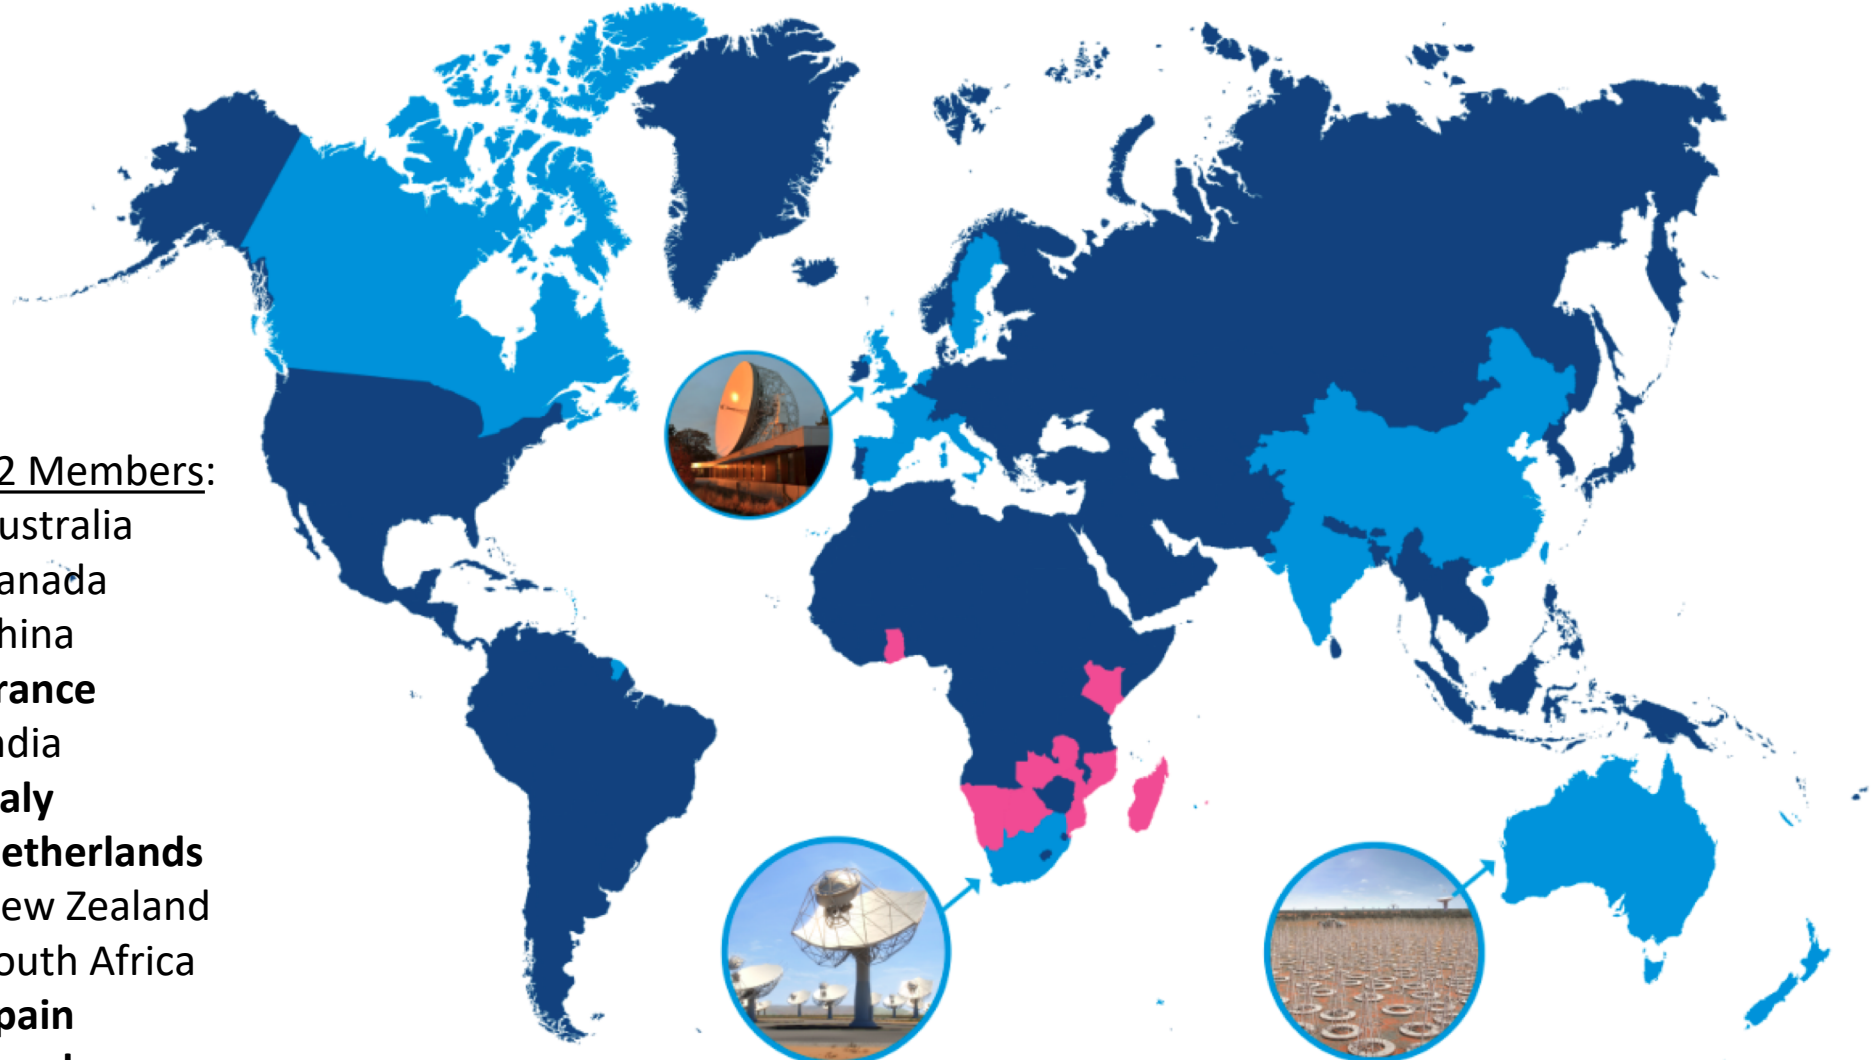 2 Members:
ustralia
anada
hina
rance
ndia
aly
etherlands
ew Zealand
outh Africa
pain